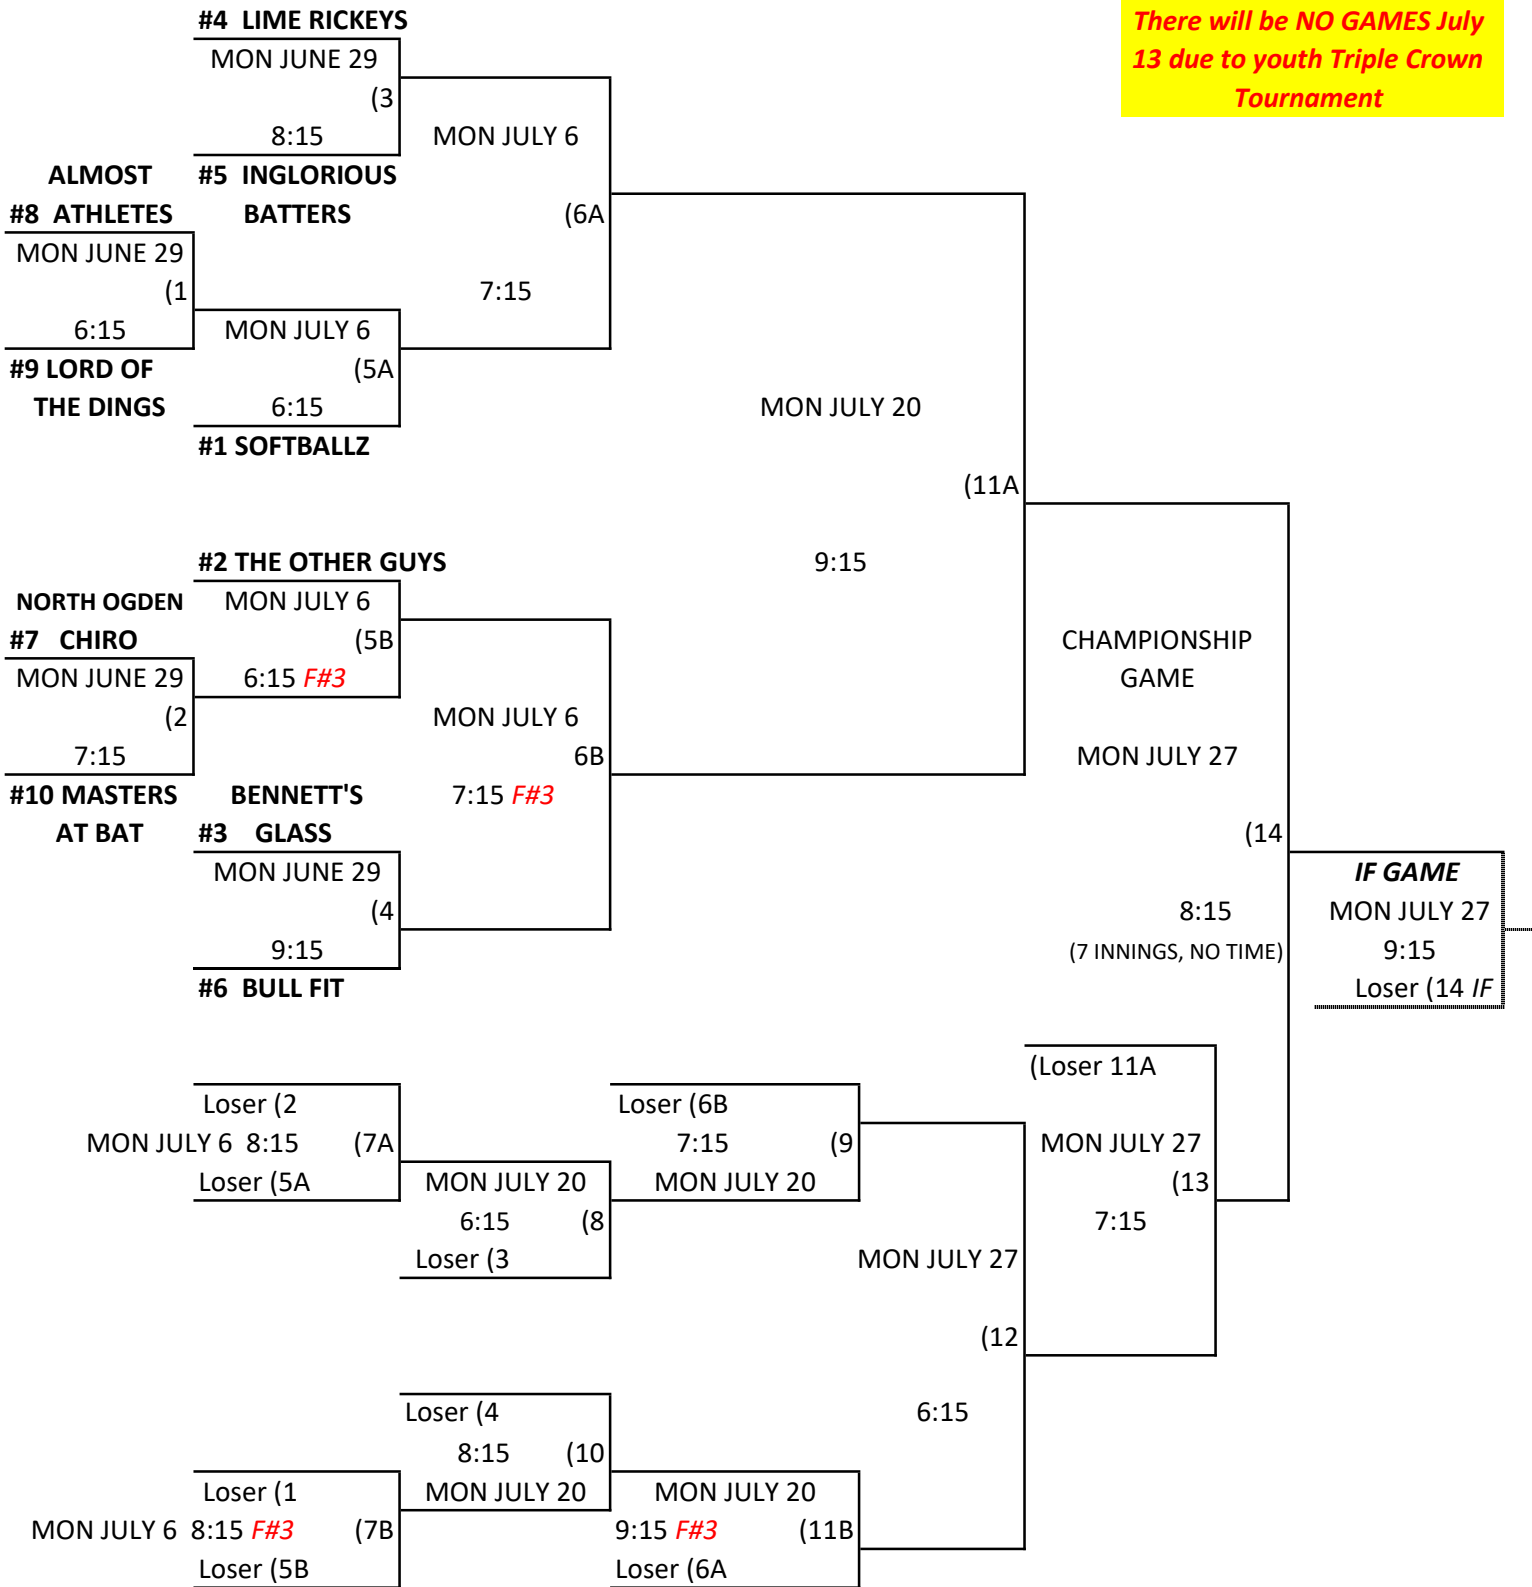 #4 LIME RICKEYS
There will be NO GAMES July
13 due to youth Triple Crown
Tournament
MON JUNE 29
(3
8:15
MON JULY 6
ALMOST
#8 ATHLETES
#5 INGLORIOUS
BATTERS
(6A
MON JUNE 29
(1
7:15
6:15
MON JULY 6
#9 LORD OF
THE DINGS
(5A
6:15
MON JULY 20
#1 SOFTBALLZ
(11A
#2 THE OTHER GUYS
9:15
NORTH OGDEN
#7 CHIRO
MON JULY 6
(5B
CHAMPIONSHIP
GAME
MON JUNE 29
6:15 F#3
(2
MON JULY 6
7:15
6B
MON JULY 27
#10 MASTERS
AT BAT
BENNETT'S
#3 GLASS
7:15 F#3
(14
MON JUNE 29
IF GAME
(4
8:15
MON JULY 27
9:15
(7 INNINGS, NO TIME)
9:15
#6 BULL FIT
Loser (14 IF
(Loser 11A
Loser (2
Loser (6B
MON JULY 6 8:15 (7A
7:15 (9
MON JULY 27
Loser (5A
MON JULY 20
MON JULY 20
(13
6:15 (8
7:15
Loser (3
MON JULY 27
(12
Loser (4
6:15
8:15 (10
Loser (1
MON JULY 20
MON JULY 20
MON JULY 6 8:15 F#3 (7B
9:15 F#3 (11B
Loser (5B
Loser (6A